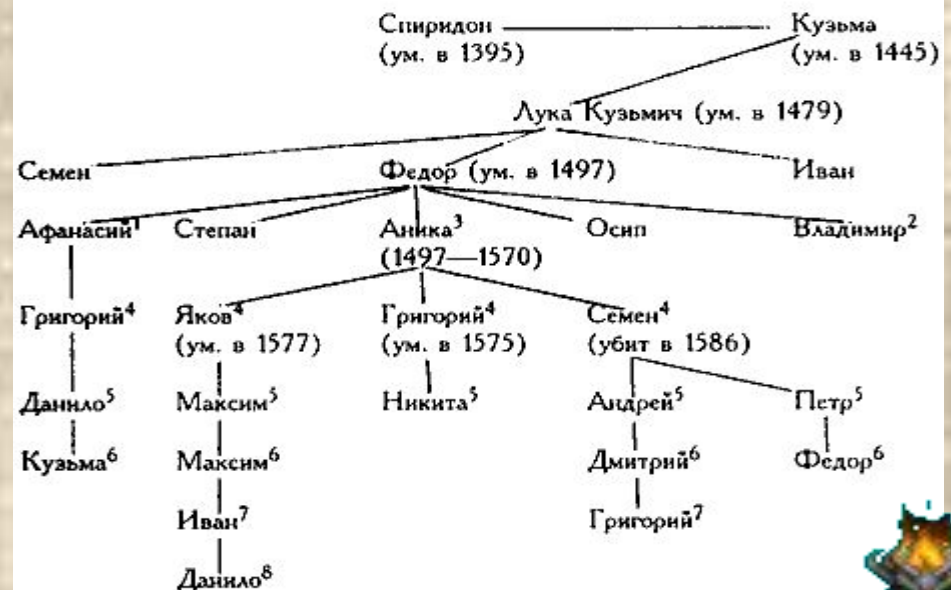 Спиридон Кузьма
(ум. в 1395) (ум. в 1445)
Лука Кузьмич (ум. в 1479)
Семен Федор (ум. в 1497) Иван
Афанасий¹ Степан Аника³ Осип Владимир²
(1497—1570)
Григорий⁴ Яков⁴ Григорий⁴ Семен⁴
(ум. в 1577) (ум. в 1575) (убит в 1586)
Данило⁵ Максим⁵ Никита⁵ Андрей⁵ Петр⁵
Кузьма⁶ Максим⁶ Дмитрий⁶ Федор⁶
Иван⁷ Григорий⁷
Данило⁸